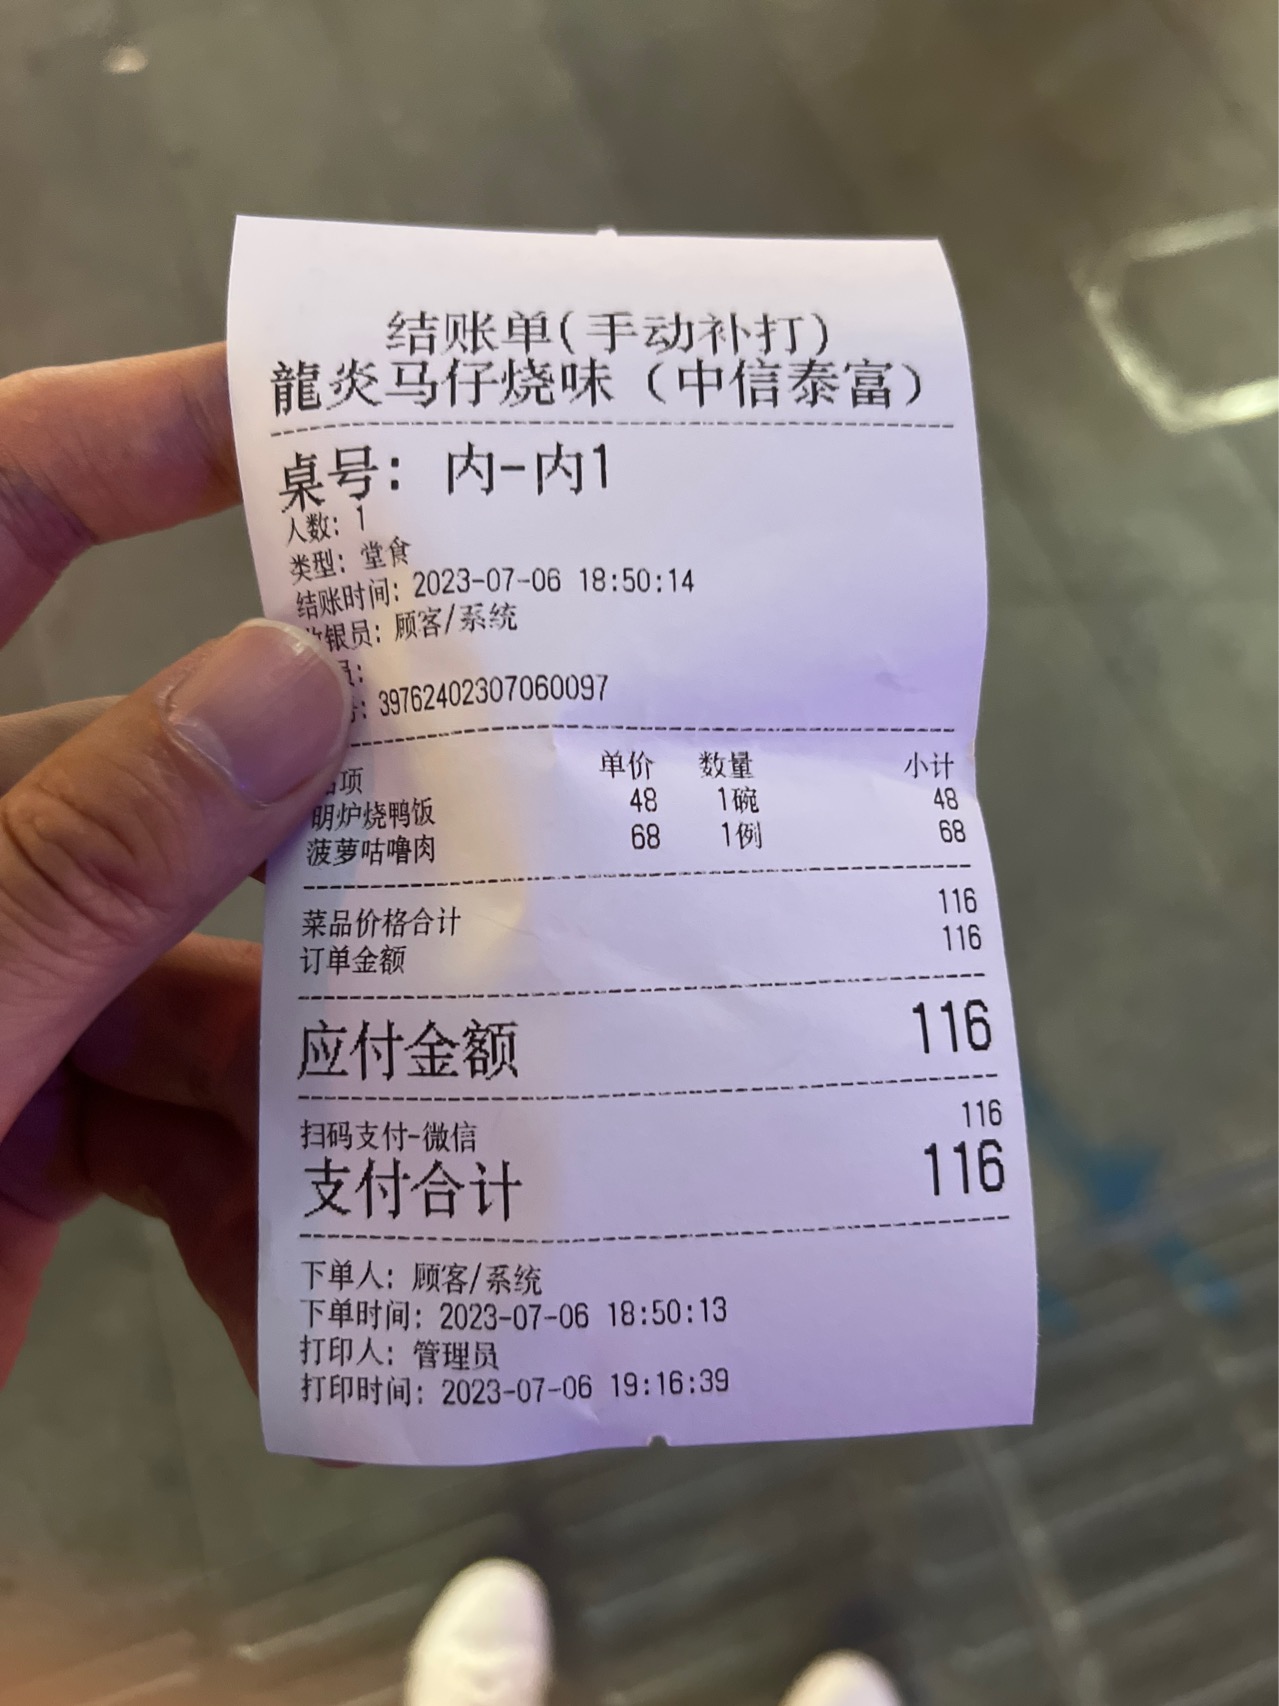 结账单(手动补打)
龍炎马仔烧味（中信泰富）
桌号: 内-内1
人数: 1
类型: 堂食
结账时间: 2023-07-06 18:50:14
银员: 顾客/系统
员:
号: 39762402307060097
项 单价 数量 小计
明炉烧鸭饭 48 1碗 48
菠萝咕噜肉 68 1例 68
菜品价格合计 116
订单金额 116
应付金额 116
扫码支付-微信 116
支付合计 116
下单人: 顾客/系统
下单时间: 2023-07-06 18:50:13
打印人: 管理员
打印时间: 2023-07-06 19:16:39